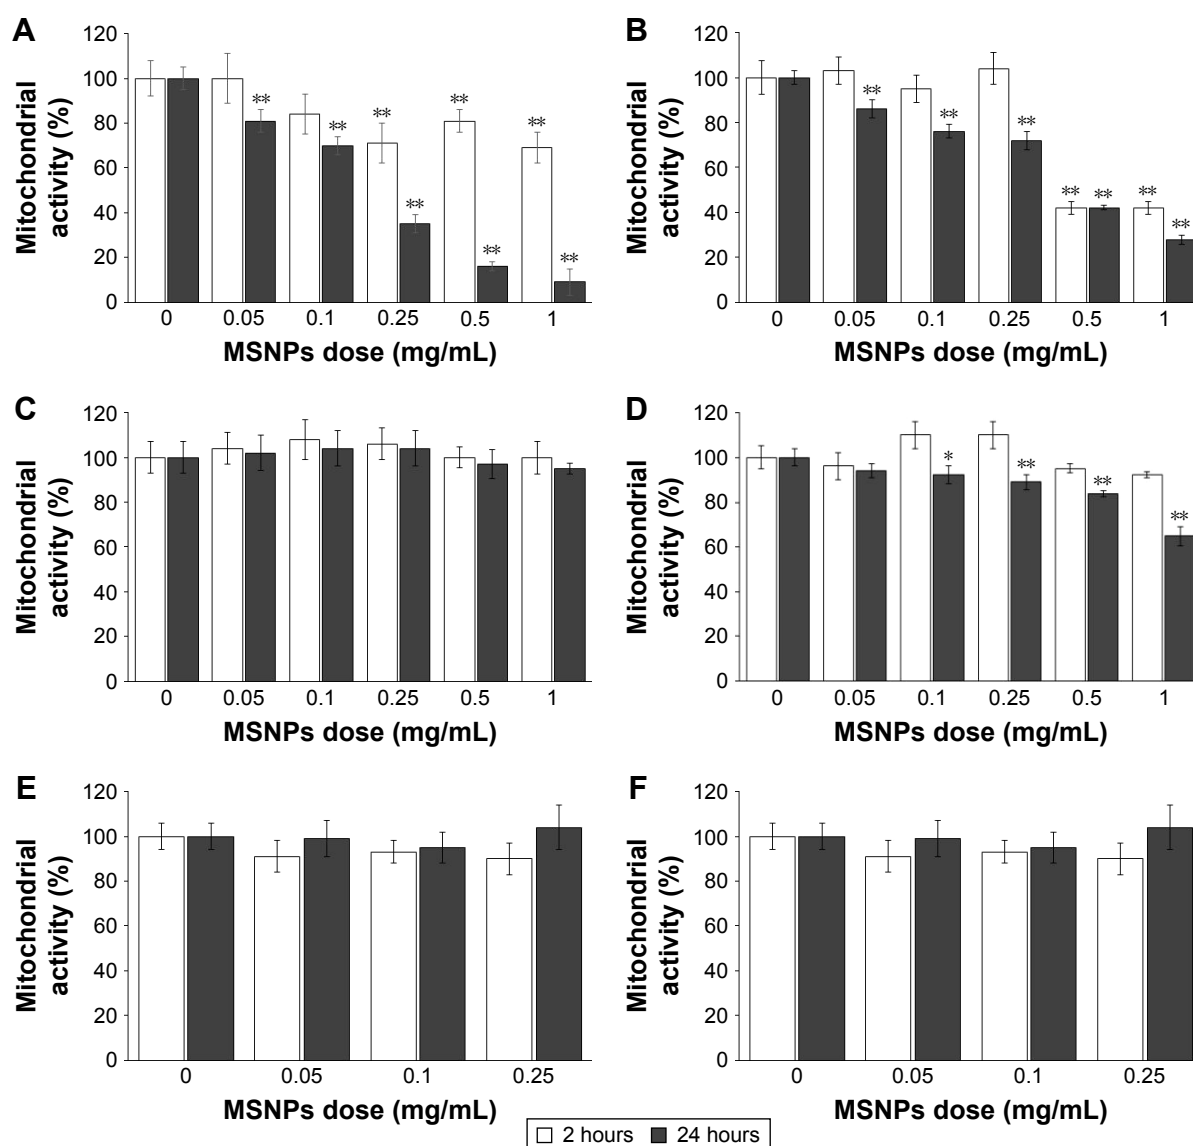 A
Mitochondrial
activity (%)
120
100
80
60
40
20
0
** ** ** ** ** ** ** **
0 0.05 0.1 0.25 0.5 1
MSNPs dose (mg/mL)
B
Mitochondrial
activity (%)
120
100
80
60
40
20
0
** ** ** ** ** ** **
0 0.05 0.1 0.25 0.5 1
MSNPs dose (mg/mL)
C
Mitochondrial
activity (%)
120
100
80
60
40
20
0
0 0.05 0.1 0.25 0.5 1
MSNPs dose (mg/mL)
D
Mitochondrial
activity (%)
120
100
80
60
40
20
0
* ** ** **
0 0.05 0.1 0.25 0.5 1
MSNPs dose (mg/mL)
E
Mitochondrial
activity (%)
120
100
80
60
40
20
0
0 0.05 0.1 0.25
MSNPs dose (mg/mL)
F
Mitochondrial
activity (%)
120
100
80
60
40
20
0
0 0.05 0.1 0.25
MSNPs dose (mg/mL)
2 hours 24 hours